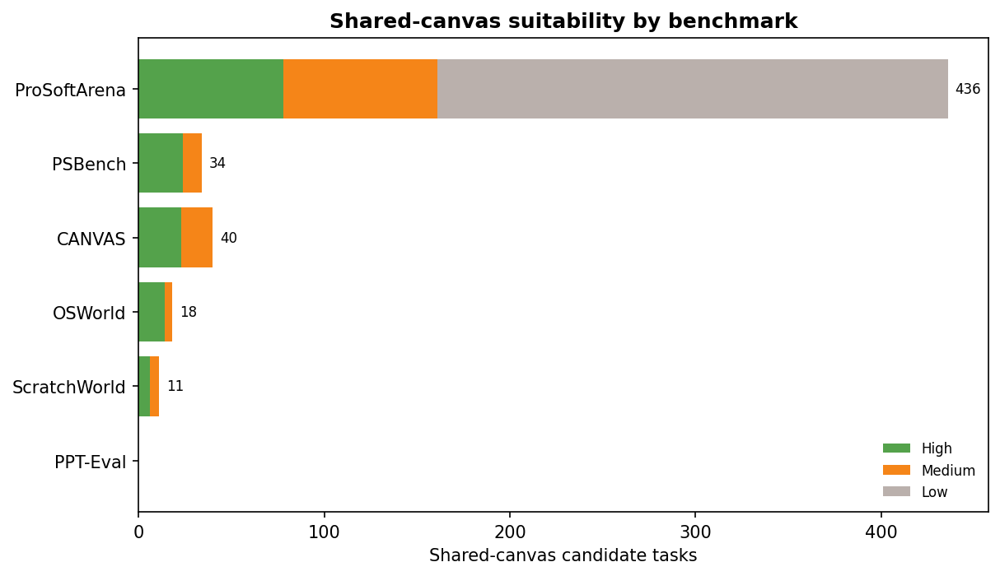 Shared-canvas suitability by benchmark
ProSoftArena
436
PSBench
34
CANVAS
40
OSWorld
18
ScratchWorld
11
PPT-Eval
High
Medium
Low
0 100 200 300 400
Shared-canvas candidate tasks